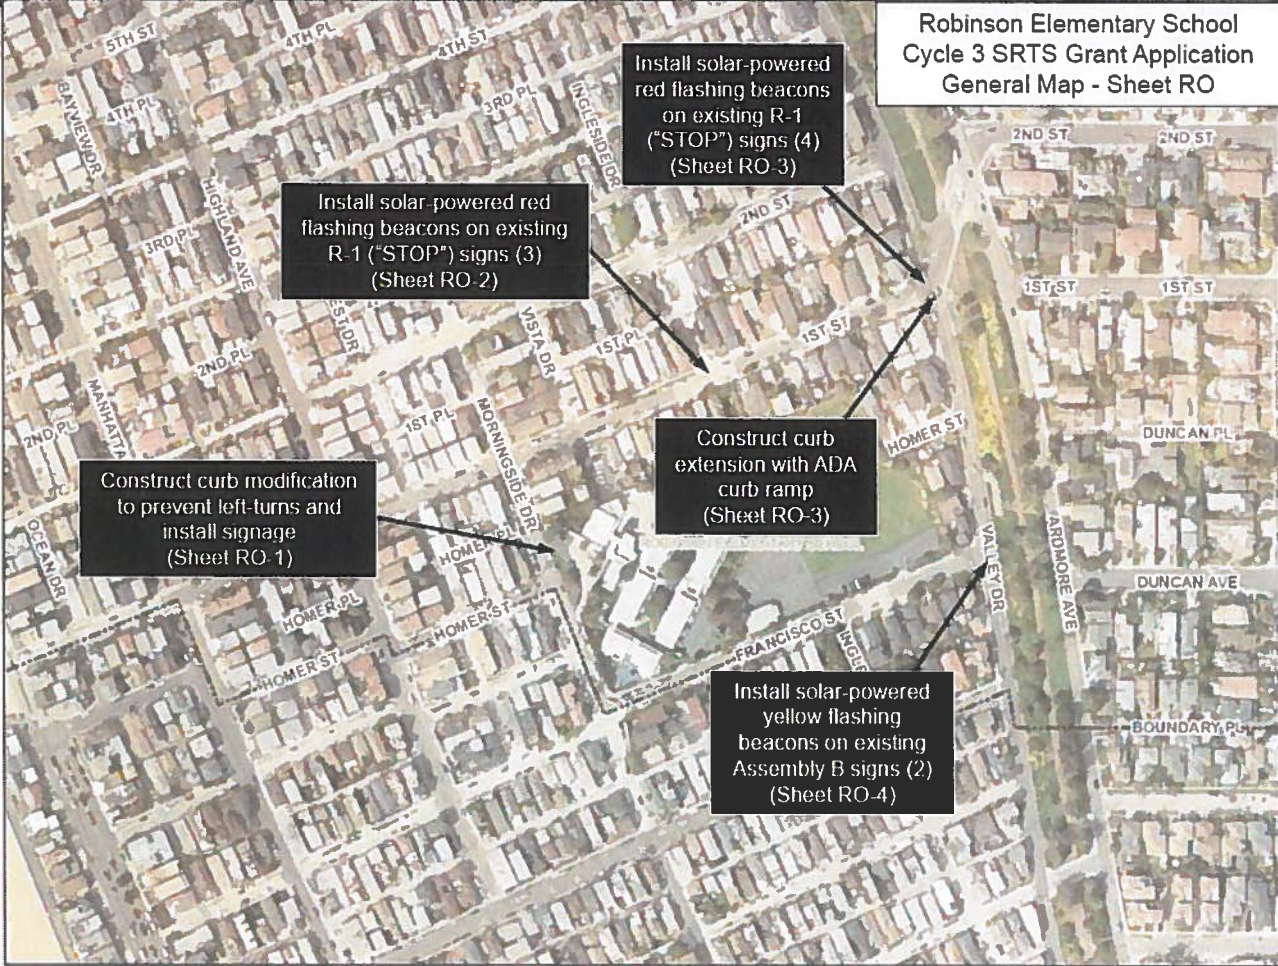 Robinson Elementary School
Cycle 3 SRTS Grant Application
General Map - Sheet RO
5TH ST
4TH PL
4TH ST
BAYVIEW DR
4TH PL
3RD PL
INGLESIDE DR
Install solar-powered
red flashing beacons
on existing R-1
("STOP") signs (4)
(Sheet RO-3)
2ND ST
2ND ST
HIGHLAND AVE
3RD PL
Install solar-powered red
flashing beacons on existing
R-1 ("STOP") signs (3)
(Sheet RO-2)
2ND ST
1ST ST
1ST ST
EST DR
VISTA DR
1ST PL
1ST ST
2ND PL
MANHATTA
2ND PL
1ST PL
MORNINGSIDE DR
HOMER ST
DUNCAN PL
Construct curb
extension with ADA
curb ramp
(Sheet RO-3)
Construct curb modification
to prevent left-turns and
install signage
(Sheet RO-1)
OCEAN DR
HOMER PL
VALLEY DR
ARDMORE AVE
DUNCAN AVE
HOMER PL
HOMER ST
HOMER ST
FRANCISCO ST
INGL
Install solar-powered
yellow flashing
beacons on existing
Assembly B signs (2)
(Sheet RO-4)
BOUNDARY PL